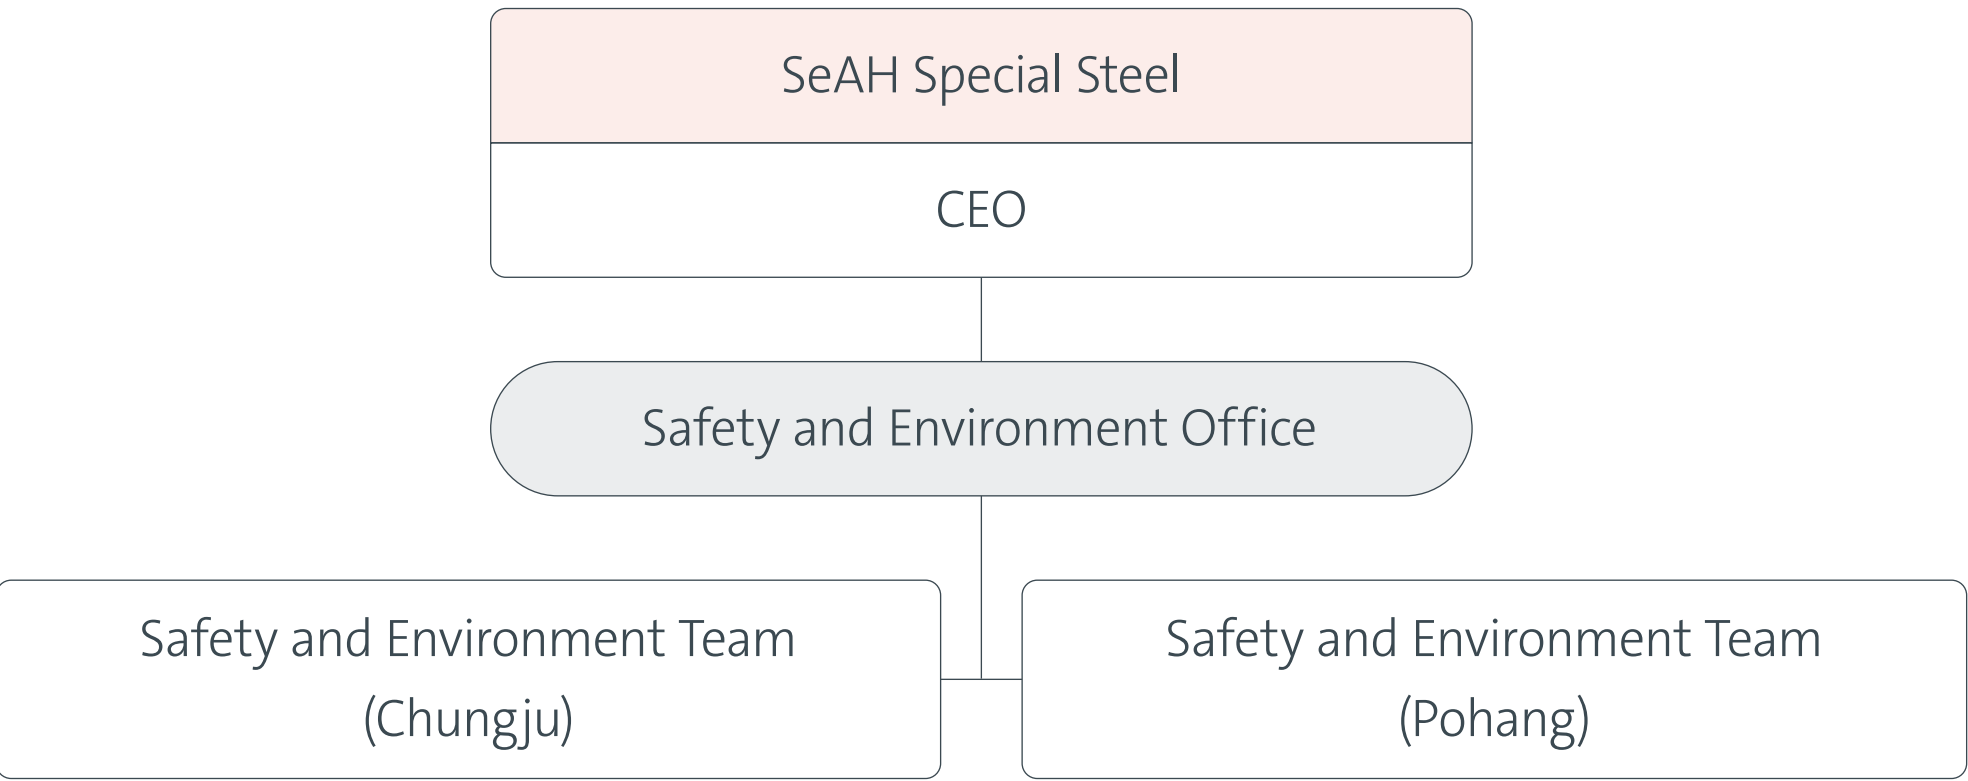 SeAH Special Steel
CEO
Safety and Environment Office
Safety and Environment Team
(Chungju)
Safety and Environment Team
(Pohang)